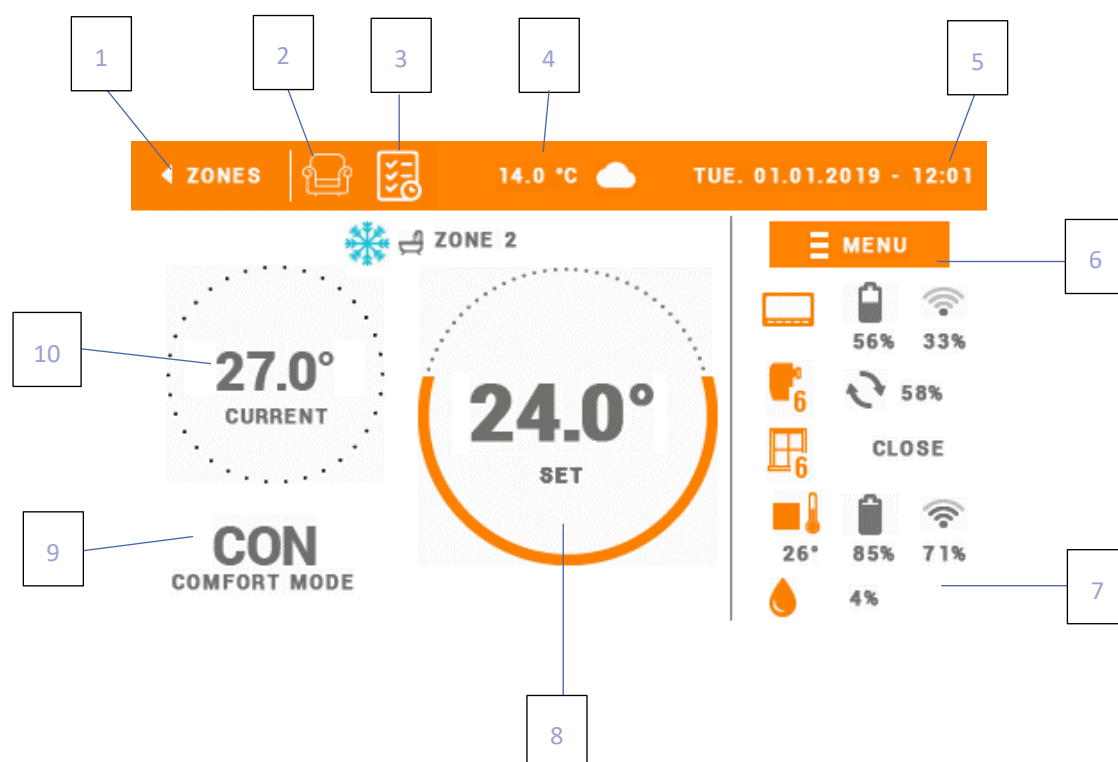 1
2
3
4
5
ZONES
14.0 °C
TUE. 01.01.2019 - 12:01
ZONE 2
MENU
6
56% 33%
10
27.0°
CURRENT
24.0°
SET
6 58%
6 CLOSE
9
CON
COMFORT MODE
26° 85% 71%
4%
7
8